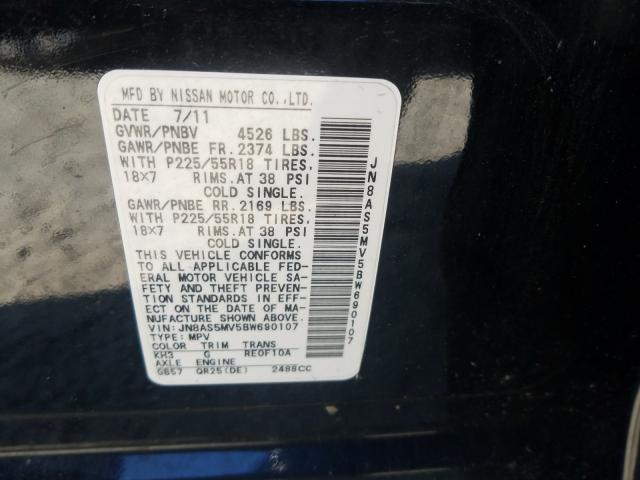 MFD BY NISSAN MOTOR CO.,LTD.
DATE 7/11
GVWR/PNBV 4526 LBS.
GAWR/PNBE FR. 2374 LBS.
WITH P225/55R18 TIRES.
18X7 RIMS.AT 38 PSI
COLD SINGLE.
GAWR/PNBE RR. 2169 LBS.
WITH P225/55R18 TIRES.
18X7 RIMS.AT 38 PSI
COLD SINGLE.
THIS VEHICLE CONFORMS
TO ALL APPLICABLE FED-
ERAL MOTOR VEHICLE SA-
FETY AND THEFT PREVEN-
TION STANDARDS IN EFF-
ECT ON THE DATE OF MA-
NUFACTURE SHOWN ABOVE.
VIN: JN8AS5MV5BW690107
TYPE: MPV
COLOR TRIM TRANS
KH3 G RE0F10A
AXLE ENGINE
GB57 QR25(DE) 2488CC
JN8AS5MV5BW690107